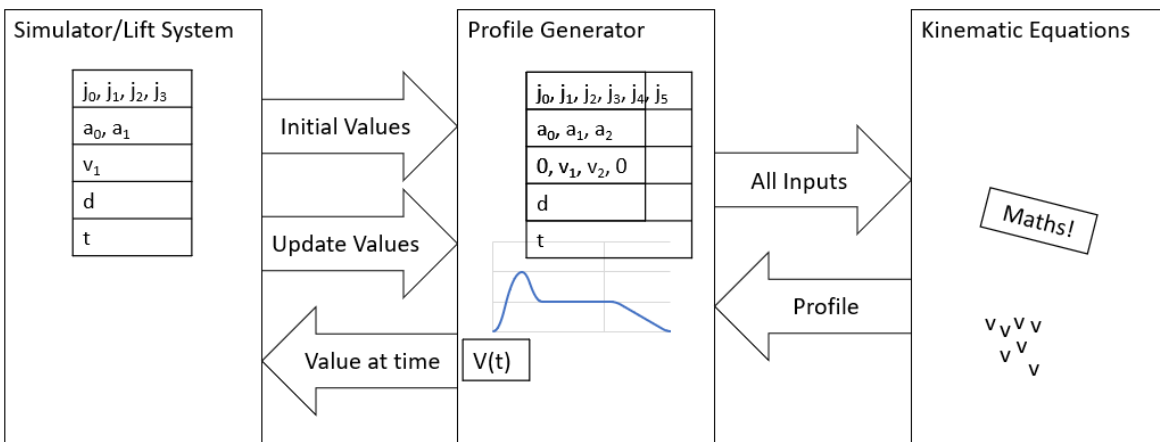 Simulator/Lift System
j₀, j₁, j₂, j₃
a₀, a₁
v₁
d
t
Initial Values
Update Values
Value at time
Profile Generator
j₀, j₁, j₂, j₃, j₄, j₅
a₀, a₁, a₂
0, v₁, v₂, 0
d
t
V(t)
All Inputs
Profile
Kinematic Equations
Maths!
v v v v
v v
v